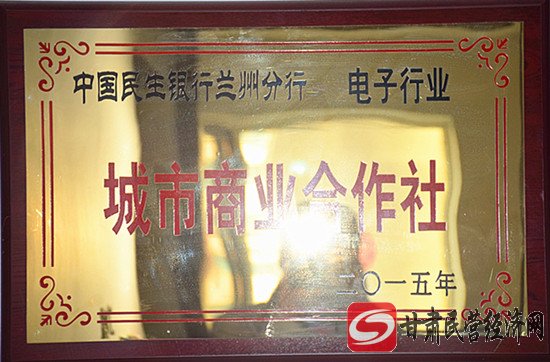 中国民生银行兰州分行 电子行业
城市商业合作社
二〇一五年
甘肃民营经济网